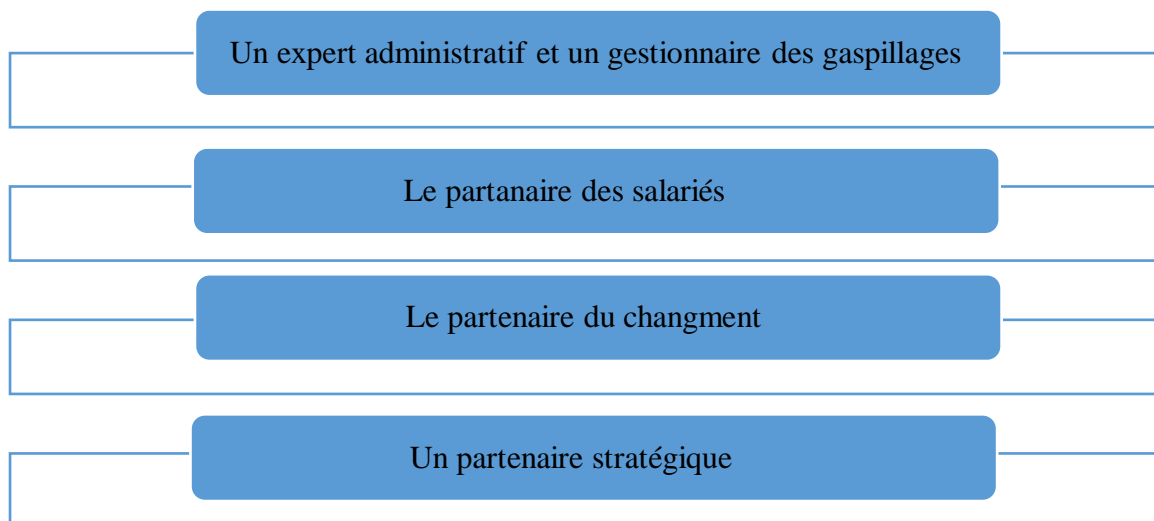 Un expert administratif et un gestionnaire des gaspillages
Le partanaire des salariés
Le partenaire du changment
Un partenaire stratégique